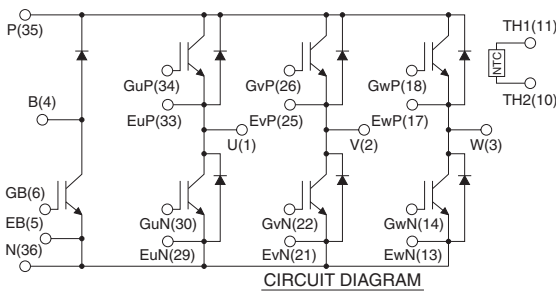 P(35)
TH1(11)
NTC
GuP(34)
GvP(26)
GwP(18)
TH2(10)
B(4)
EuP(33)
EvP(25)
EwP(17)
U(1)
V(2)
W(3)
GB(6)
EB(5)
GuN(30)
GvN(22)
GwN(14)
N(36)
EuN(29)
EvN(21)
EwN(13)
CIRCUIT DIAGRAM